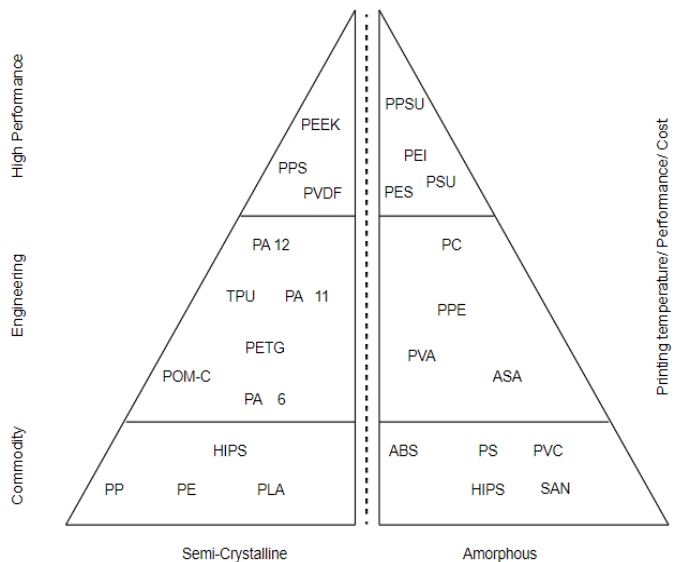 High Performance
Engineering
Commodity
PEEK
PPS
PVDF
PA 12
TPU PA 11
PETG
POM-C
PA 6
HIPS
PP PE PLA
Semi-Crystalline
PPSU
PEI
PSU
PES
PC
PPE
PVA
ASA
ABS PS PVC
HIPS SAN
Amorphous
Printing temperature/ Performance/ Cost